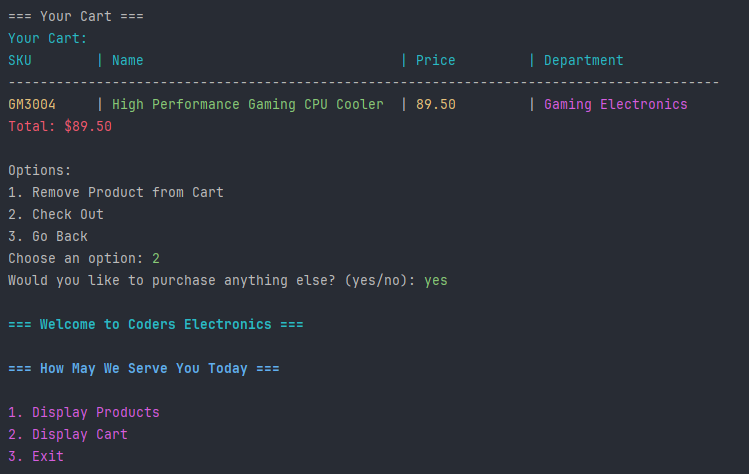 === Your Cart ===
Your Cart:
SKU        | Name                                | Price         | Department
-----------------------------------------------------------------------------------------
GM3004     | High Performance Gaming CPU Cooler  | 89.50         | Gaming Electronics
Total: $89.50
Options:
1. Remove Product from Cart
2. Check Out
3. Go Back
Choose an option: 2
Would you like to purchase anything else? (yes/no): yes
=== Welcome to Coders Electronics ===
=== How May We Serve You Today ===
1. Display Products
2. Display Cart
3. Exit